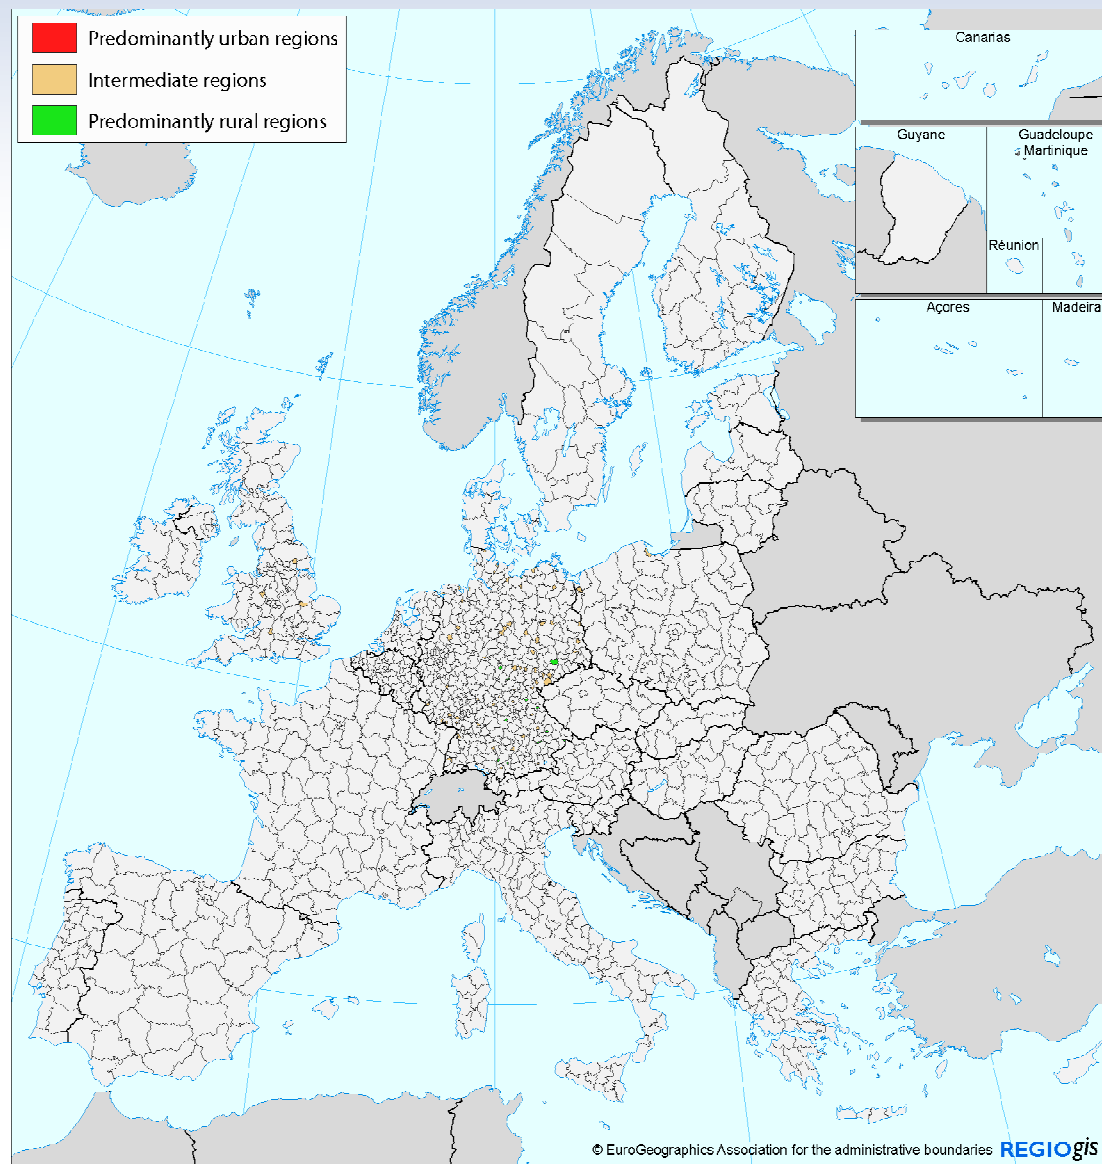 Predominantly urban regions
Intermediate regions
Predominantly rural regions
Canarias
Guyane
Guadeloupe
Martinique
Réunion
Açores
Madeira
© EuroGeographics Association for the administrative boundaries
REGIOgis